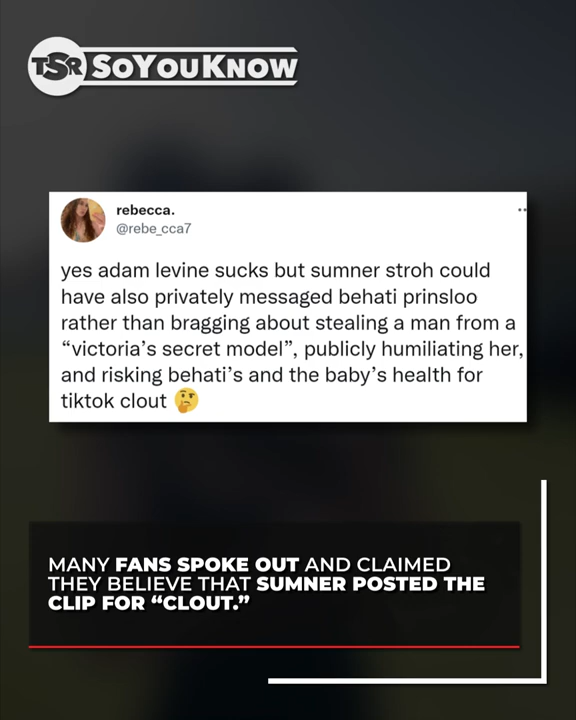 TSR SOYOUKNOW
rebecca.
@rebe_cca7
yes adam levine sucks but sumner stroh could
have also privately messaged behati prinsloo
rather than bragging about stealing a man from a
“victoria’s secret model”, publicly humiliating her,
and risking behati’s and the baby’s health for
tiktok clout 🤔
MANY FANS SPOKE OUT AND CLAIMED
THEY BELIEVE THAT SUMNER POSTED THE
CLIP FOR “CLOUT.”